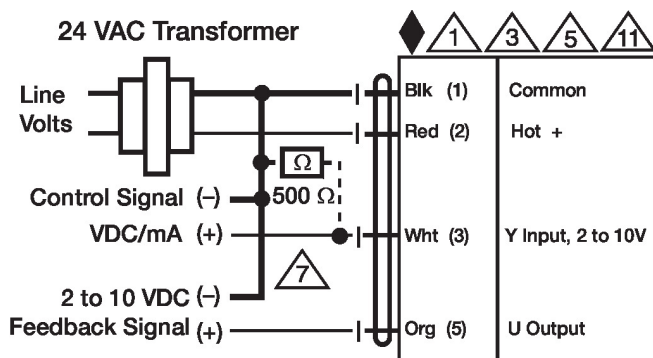 24 VAC Transformer
1 3 5 11
Line
Volts
Blk (1) Common
Red (2) Hot +
Ω
500 Ω
Control Signal (−)
VDC/mA (+)
Wht (3) Y Input, 2 to 10V
7
2 to 10 VDC (−)
Feedback Signal (+)
Org (5) U Output